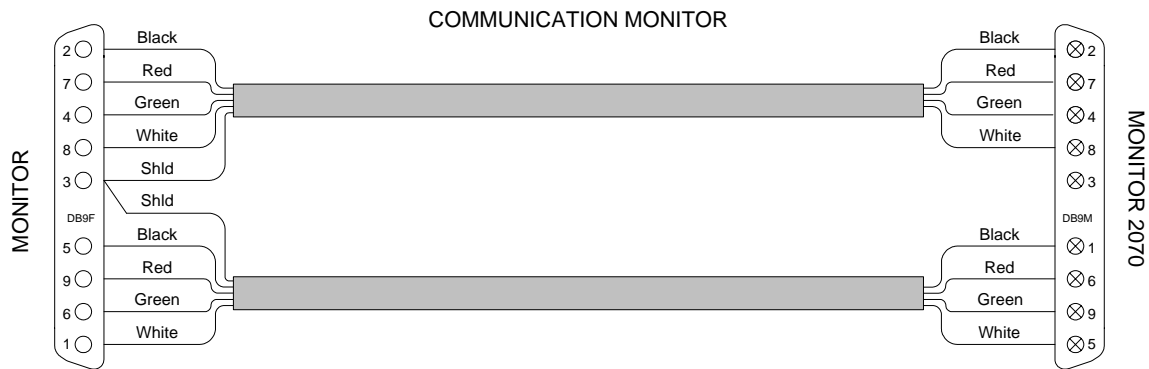 COMMUNICATION MONITOR
MONITOR
2 Black
7 Red
4 Green
8 White
3 Shld
Shld
DB9F
5 Black
9 Red
6 Green
1 White
Black 2
Red 7
Green 4
White 8
3
DB9M
Black 1
Red 6
Green 9
White 5
MONITOR 2070